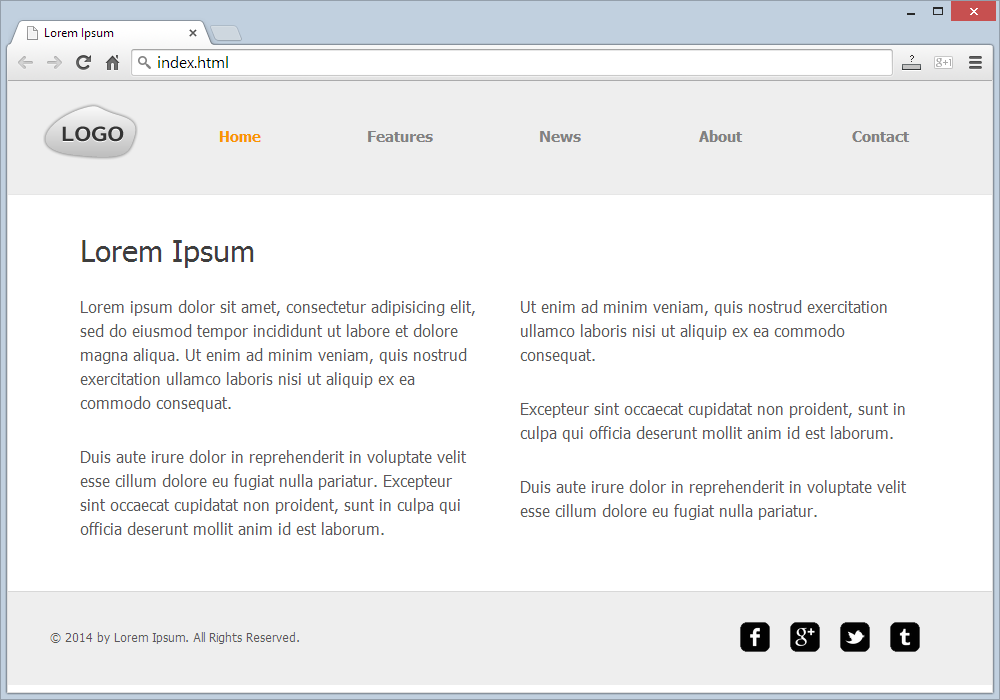 Lorem Ipsum
index.html
?
g+1
LOGO
Home Features News About Contact
Lorem Ipsum
Lorem ipsum dolor sit amet, consectetur adipisicing elit,
sed do eiusmod tempor incididunt ut labore et dolore
magna aliqua. Ut enim ad minim veniam, quis nostrud
exercitation ullamco laboris nisi ut aliquip ex ea
commodo consequat.
Duis aute irure dolor in reprehenderit in voluptate velit
esse cillum dolore eu fugiat nulla pariatur. Excepteur
sint occaecat cupidatat non proident, sunt in culpa qui
officia deserunt mollit anim id est laborum.
Ut enim ad minim veniam, quis nostrud exercitation
ullamco laboris nisi ut aliquip ex ea commodo
consequat.
Excepteur sint occaecat cupidatat non proident, sunt in
culpa qui officia deserunt mollit anim id est laborum.
Duis aute irure dolor in reprehenderit in voluptate velit
esse cillum dolore eu fugiat nulla pariatur.
© 2014 by Lorem Ipsum. All Rights Reserved.
f g+ t